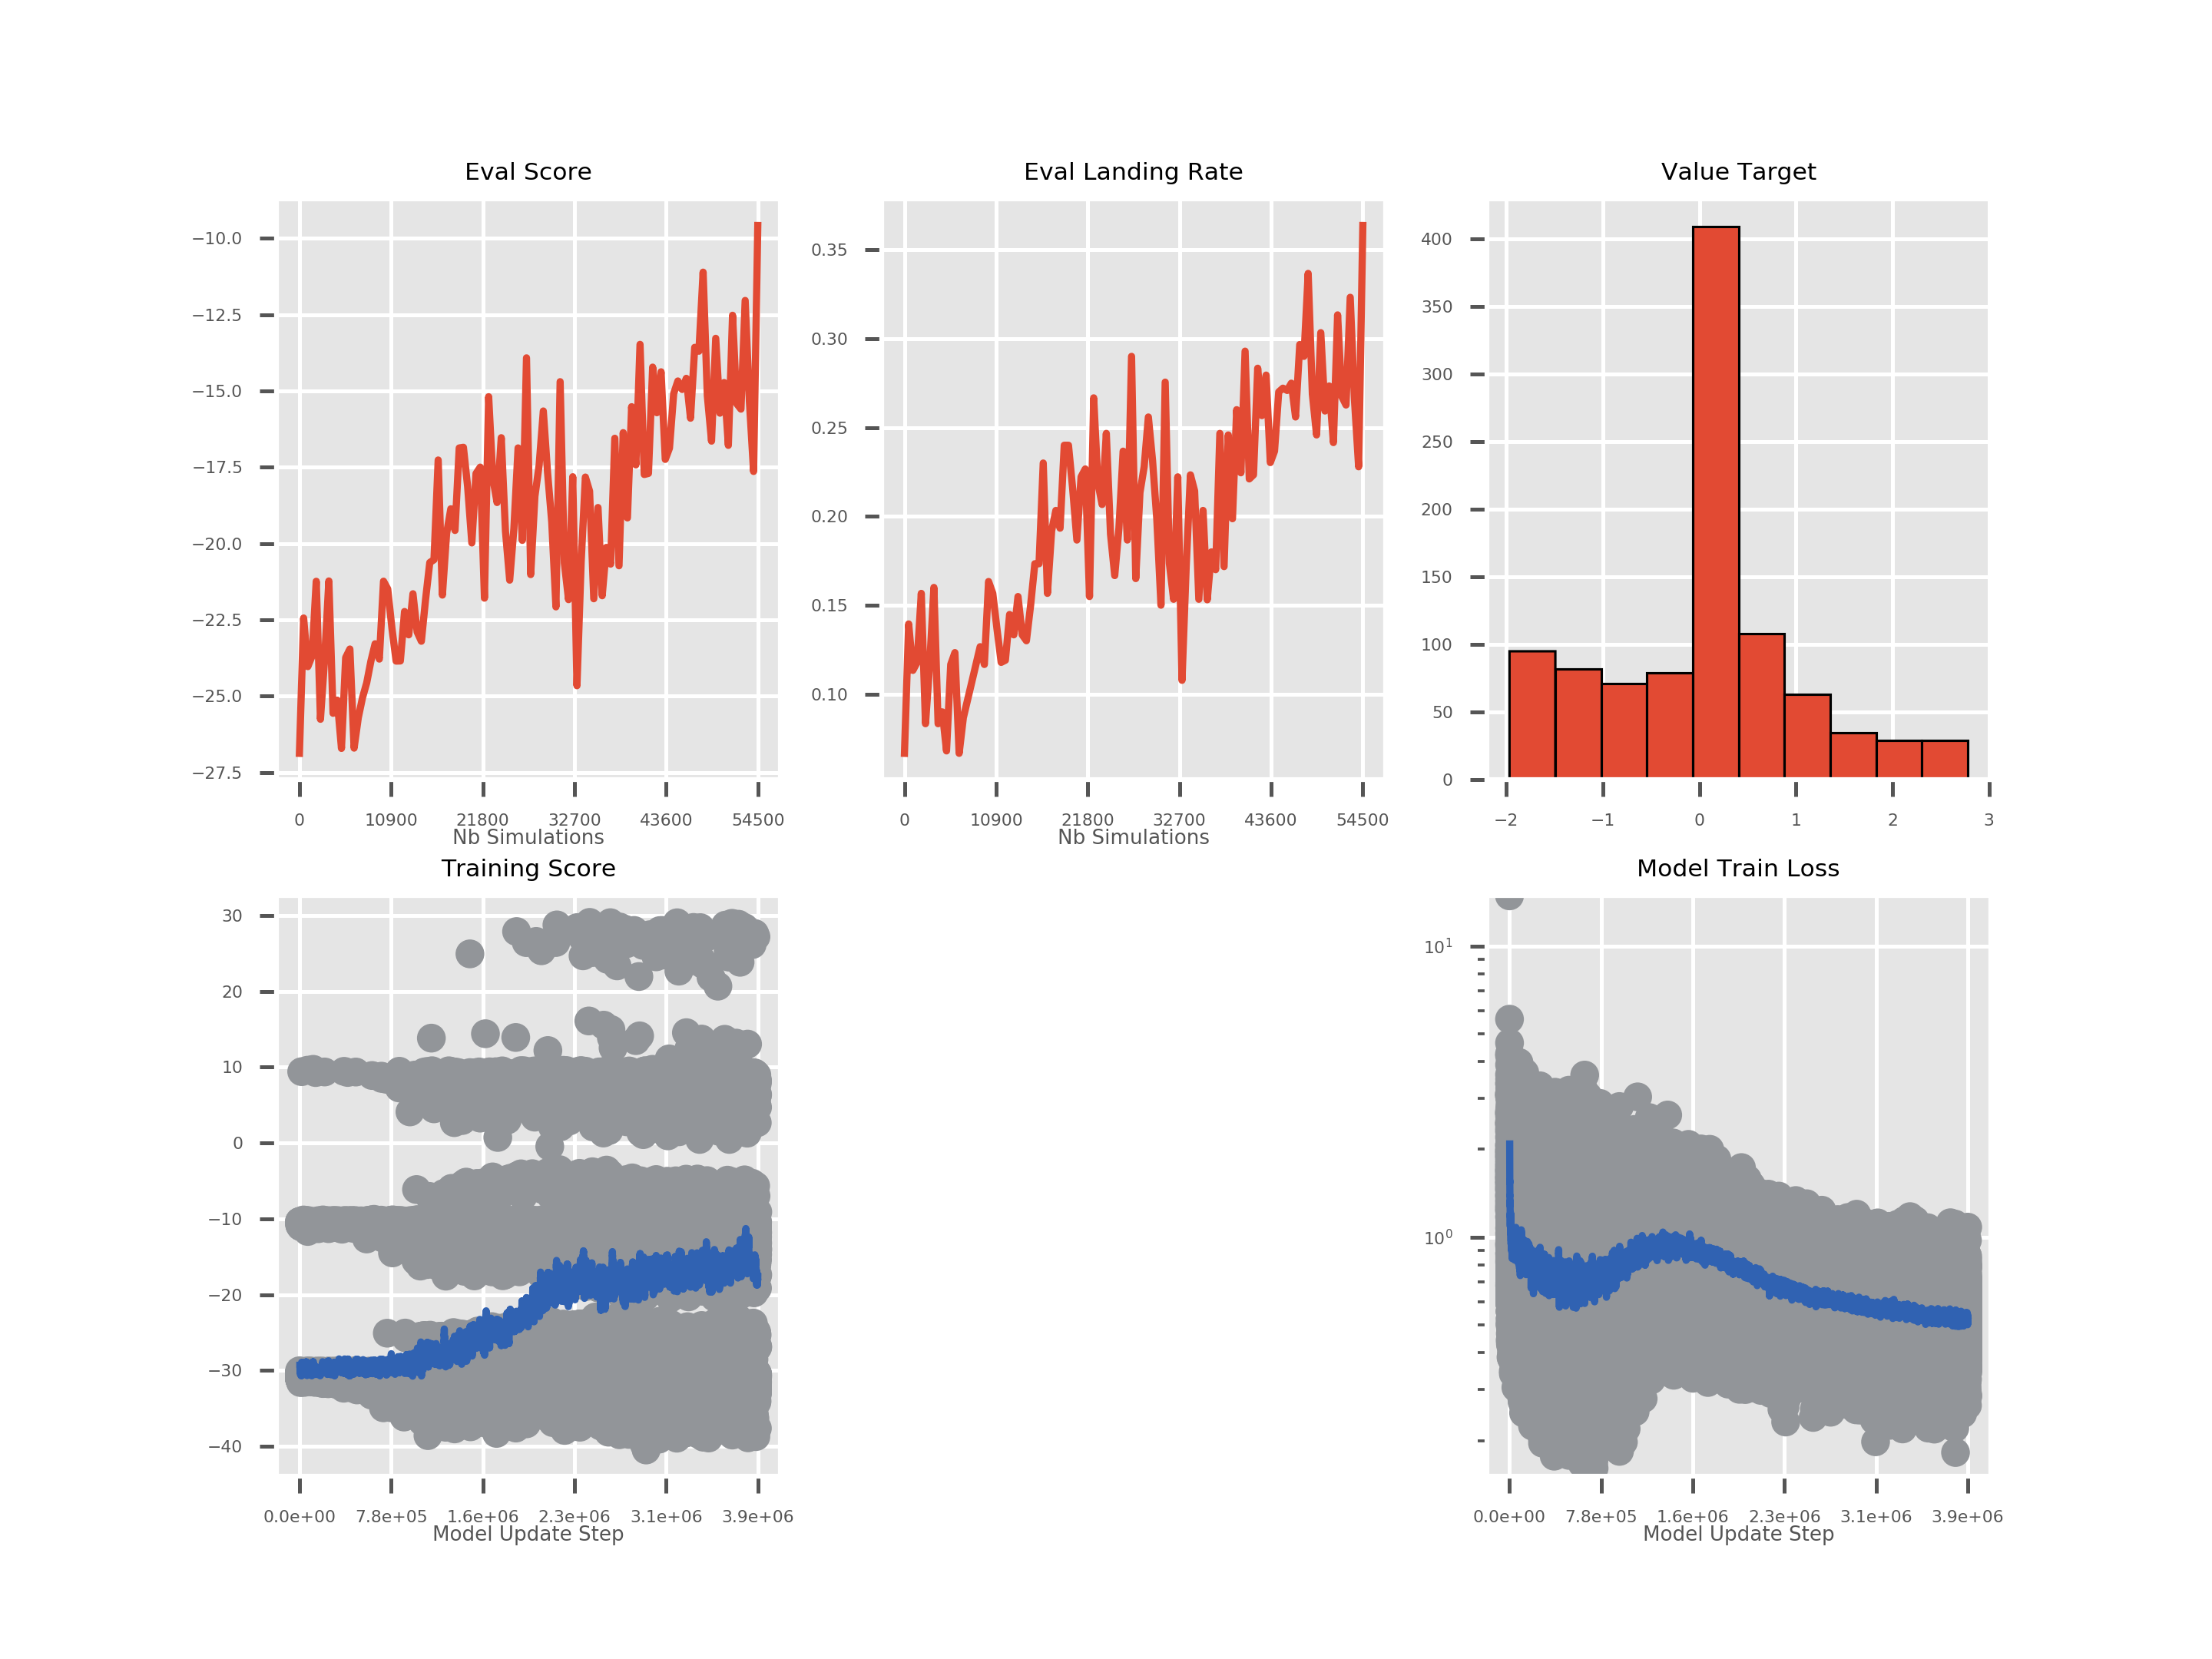 Eval Score
−10.0
−12.5
−15.0
−17.5
−20.0
−22.5
−25.0
−27.5
0 10900 21800 32700 43600 54500
Nb Simulations
Eval Landing Rate
0.35
0.30
0.25
0.20
0.15
0.10
0 10900 21800 32700 43600 54500
Nb Simulations
Value Target
400
350
300
250
200
150
100
50
0
−2 −1 0 1 2 3
Training Score
30
20
10
0
−10
−20
−30
−40
0.0e+00 7.8e+05 1.6e+06 2.3e+06 3.1e+06 3.9e+06
Model Update Step
Model Train Loss
10¹
10⁰
0.0e+00 7.8e+05 1.6e+06 2.3e+06 3.1e+06 3.9e+06
Model Update Step